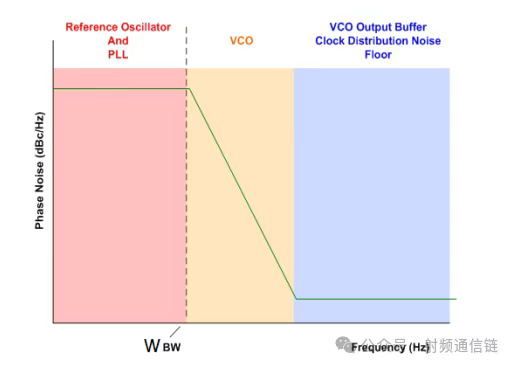 Reference Oscillator
And
PLL
VCO
VCO Output Buffer
Clock Distribution Noise
Floor
Phase Noise (dBc/Hz)
W BW
Frequency (Hz)
公众号 射频通信链